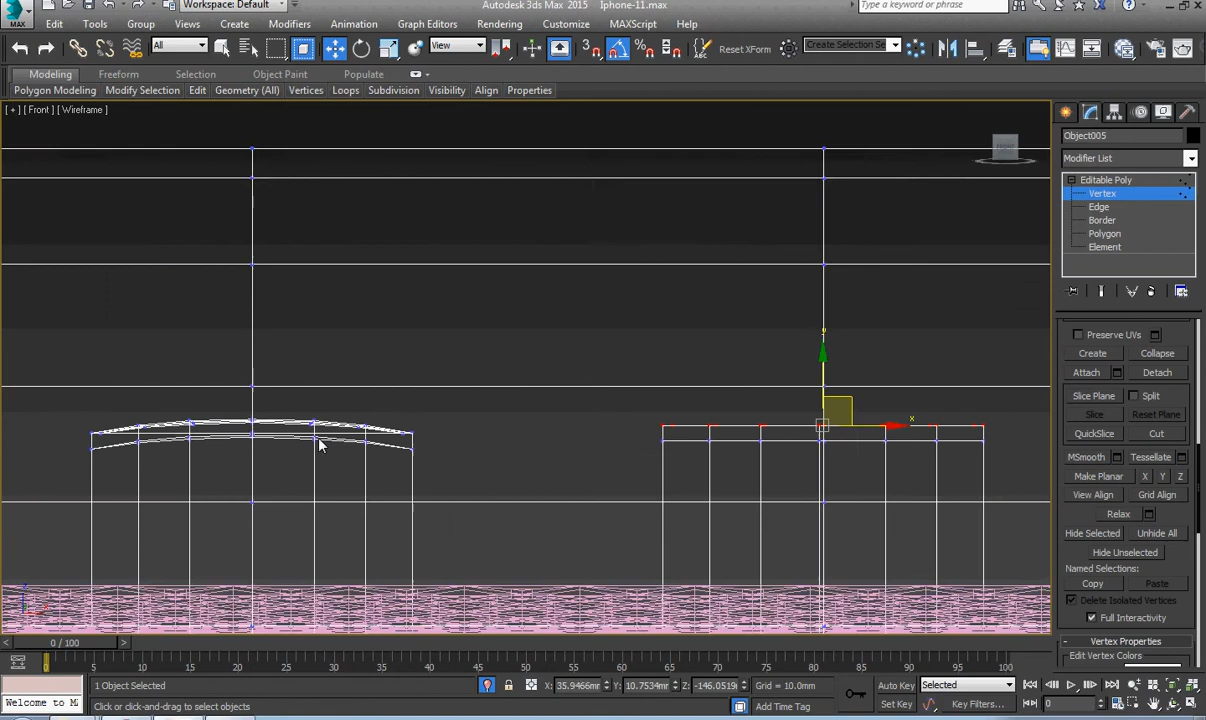 Autodesk 3ds Max 2015 Iphone-11.max
MAX
Workspace: Default
Create Selection Se
Edit Tools Group Views Create Modifiers Animation Graph Editors Rendering Customize MAXScript Help
All
View
ABC
Reset XForm
Modeling Freeform Selection Object Paint Populate
Polygon Modeling Modify Selection Edit Geometry (All) Vertices Loops Subdivision Visibility Align Properties
[ + ] [ Front ] [ Wireframe ]
FRONT
y
x
Object005
Modifier List
Editable Poly
Vertex
Edge
Border
Polygon
Element
Preserve UVs
Create Collapse
Attach Detach
Slice Plane Split
Slice Reset Plane
QuickSlice Cut
MSmooth Tessellate
Make Planar X Y Z
View Align Grid Align
Relax
Hide Selected Unhide All
Hide Unselected
Named Selections:
Copy Paste
Delete Isolated Vertices
Full Interactivity
Vertex Properties
Edit Vertex Colors
0 / 100
0 5 10 15 20 25 30 35 40 45 50 55 60 65 70 75 80 85 90 95 100
1 Object Selected
X: 35.9466mr Y: 10.7534mr Z: -146.0519
Grid = 10.0mm
Auto Key Selected
Welcome to M
Click or click-and-drag to select objects
Add Time Tag
Set Key Key Filters... 0